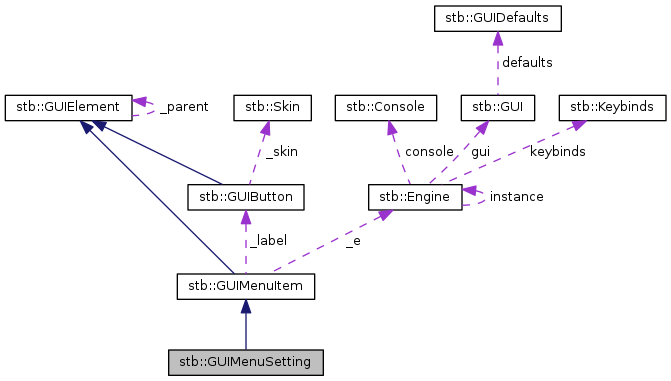 stb::GUIDefaults
defaults
stb::GUIElement
_parent
stb::Skin
stb::Console
stb::GUI
stb::Keybinds
_skin
console
gui
keybinds
stb::GUIButton
stb::Engine
instance
_label
_e
stb::GUIMenuItem
stb::GUIMenuSetting